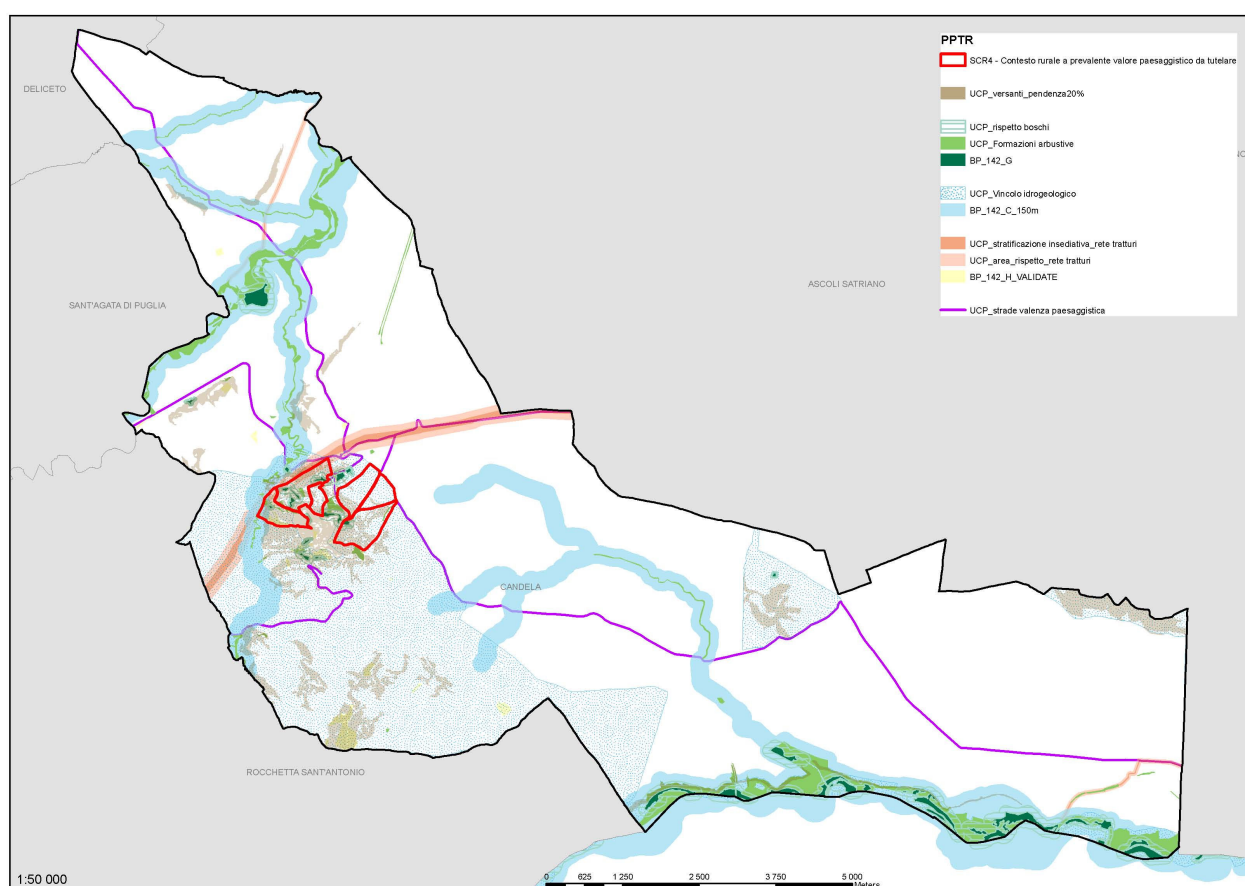 PPTR
SCR4 - Contesto rurale a prevalente valore paesaggistico da tutelare
DELICETO
UCP_versanti_pendenza20%
UCP_rispetto boschi
UCP_Formazioni arbustive
NO
BP_142_G
UCP_Vincolo idrogeologico
BP_142_C_150m
UCP_stratificazione insediativa_rete tratturi
UCP_area_rispetto_rete tratturi
BP_142_H_VALIDATE
ASCOLI SATRIANO
SANT'AGATA DI PUGLIA
UCP_strade valenza paesaggistica
CANDELA
ROCCHETTA SANT'ANTONIO
1:50 000
0 625 1 250 2 500 3 750 5 000
Meters